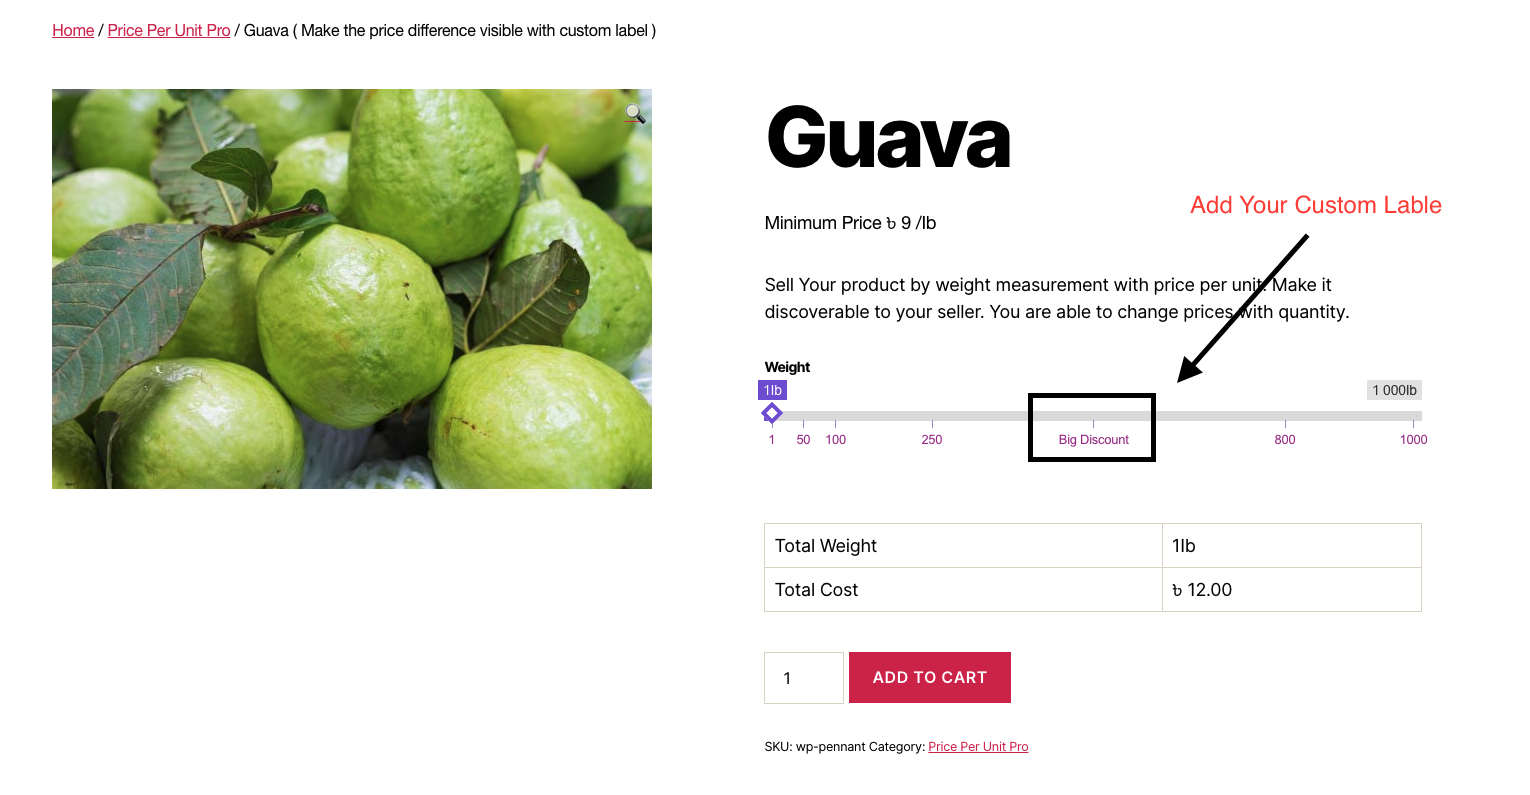 Home / Price Per Unit Pro / Guava ( Make the price difference visible with custom label )
Guava
Add Your Custom Lable
Minimum Price ৳ 9 /lb
Sell Your product by weight measurement with price per unit. Make it
discoverable to your seller. You are able to change prices with quantity.
Weight
1lb 1 000lb
1 50 100 250 Big Discount 800 1000
Total Weight 1lb
Total Cost ৳ 12.00
1 ADD TO CART
SKU: wp-pennant Category: Price Per Unit Pro